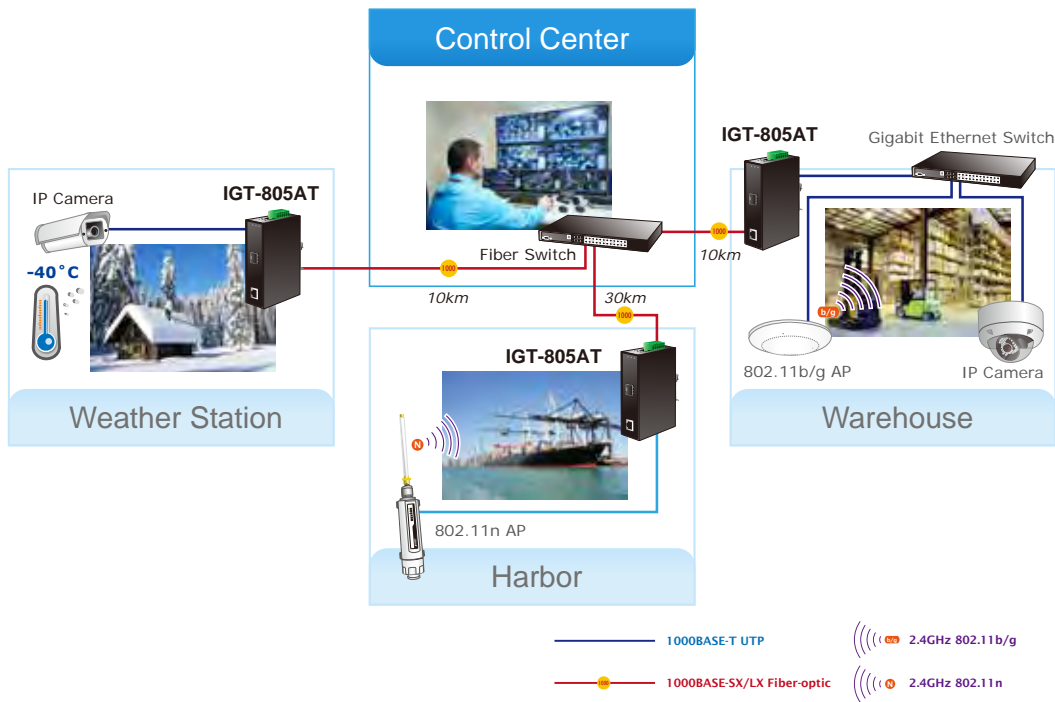 Control Center
IGT-805AT
Gigabit Ethernet Switch
IP Camera
IGT-805AT
-40°C
Fiber Switch
1000
10km
1000
10km
30km
1000
b/g
IGT-805AT
802.11b/g AP
IP Camera
Weather Station
Warehouse
N
802.11n AP
Harbor
1000BASE-T UTP
b/g
2.4GHz 802.11b/g
1000
1000BASE-SX/LX Fiber-optic
N
2.4GHz 802.11n